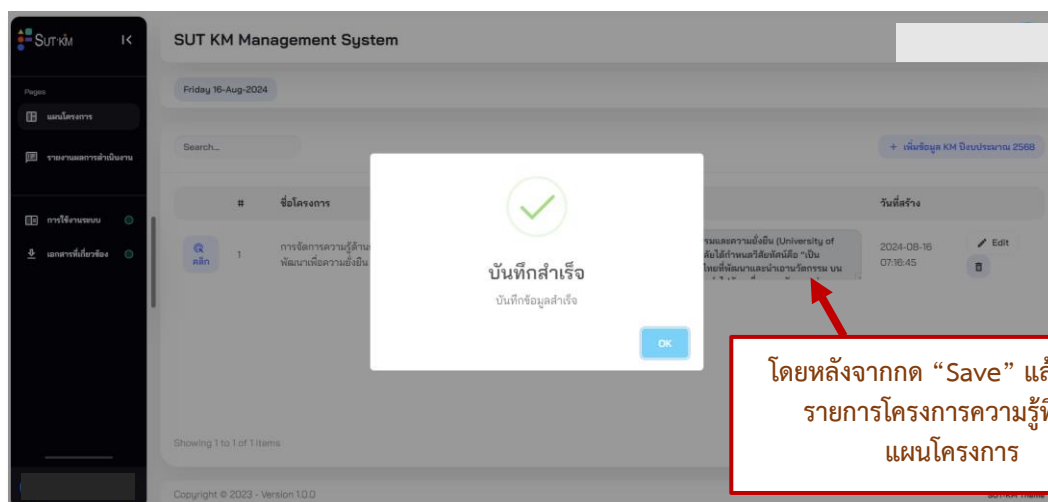 SUT KM
SUT KM Management System
Pages
Friday 16-Aug-2024
แผนโครงการ
Search...
+ เพิ่มข้อมูล KM ปีงบประมาณ 2568
รายงานผลการดำเนินงาน
# ชื่อโครงการ วันที่สร้าง
การใช้งานระบบ
เอกสารที่เกี่ยวข้อง
คลิก 1 การจัดการความรู้ด้าน
พัฒนาเพื่อความยั่งยืน
รมและความยั่งยืน (University of
ลัยได้กำหนดวิสัยทัศน์คือ "เป็น
ไทยที่พัฒนาและนำเอานวัตกรรม บน
2024-08-16
07:16:45
Edit
บันทึกสำเร็จ
บันทึกข้อมูลสำเร็จ
OK
โดยหลังจากกด “Save” แล้
รายการโครงการความรู้ที
แผนโครงการ
Showing 1 to 1 of 1 items
Copyright © 2023 - Version 1.0.0
SUT-KM Theme